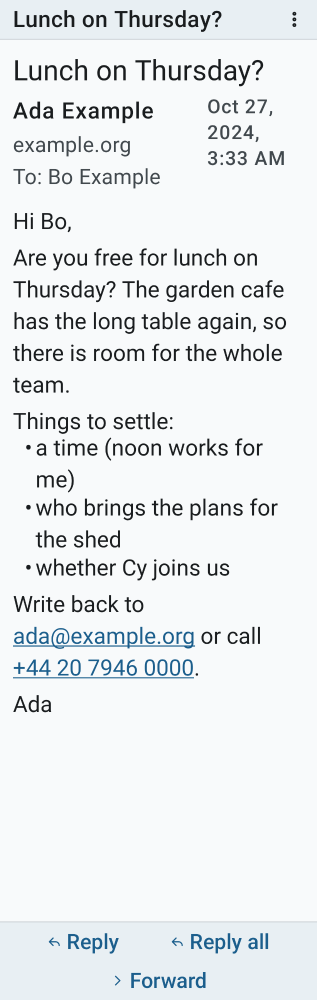 Lunch on Thursday?
Lunch on Thursday?
Ada Example
Oct 27,
2024,
3:33 AM
example.org
To: Bo Example
Hi Bo,
Are you free for lunch on
Thursday? The garden cafe
has the long table again, so
there is room for the whole
team.
Things to settle:
• a time (noon works for
me)
• who brings the plans for
the shed
• whether Cy joins us
Write back to
ada@example.org or call
+44 20 7946 0000.
Ada
Reply
Reply all
Forward